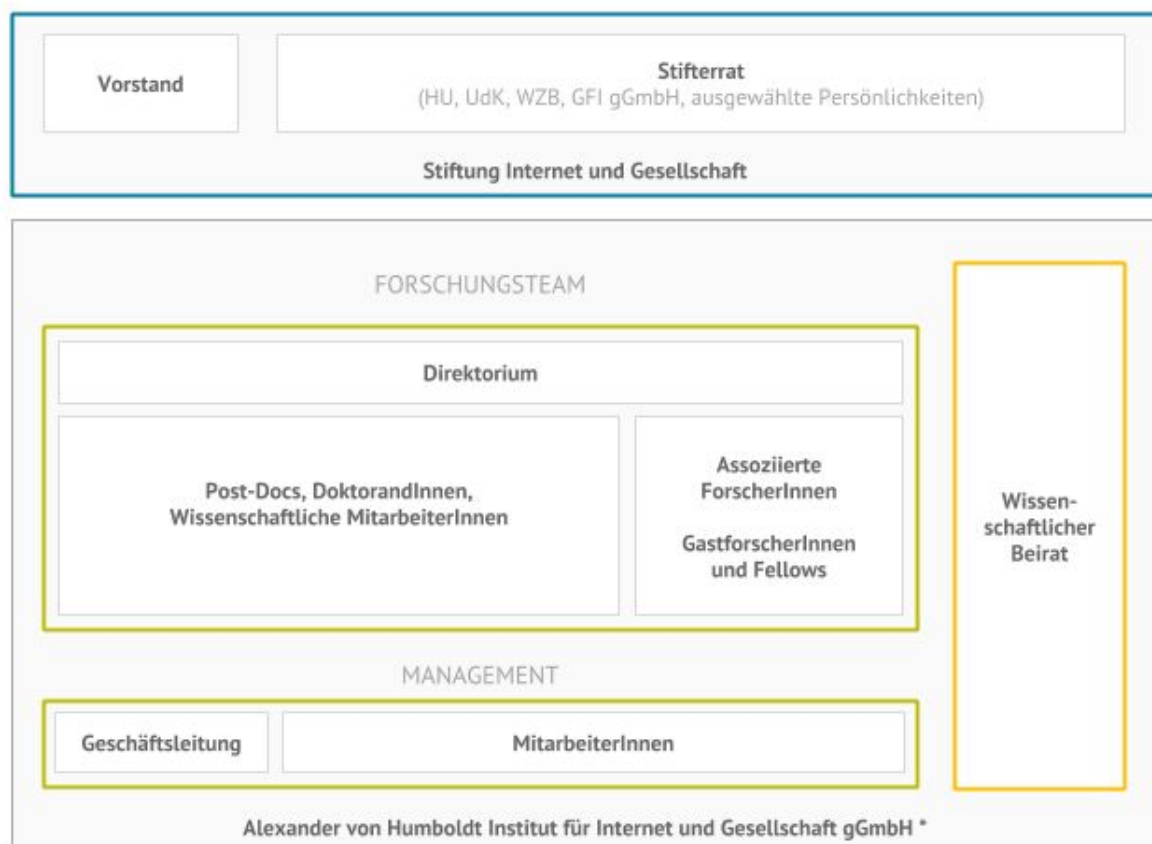 Vorstand
Stifterrat
(HU, UdK, WZB, GFI gGmbH, ausgewählte Persönlichkeiten)
Stiftung Internet und Gesellschaft
FORSCHUNGSTEAM
Direktorium
Post-Docs, DoktorandInnen,
Wissenschaftliche MitarbeiterInnen
Assoziierte
ForscherInnen
GastforscherInnen
und Fellows
Wissen-
schaftlicher
Beirat
MANAGEMENT
Geschäftsleitung
MitarbeiterInnen
Alexander von Humboldt Institut für Internet und Gesellschaft gGmbH *